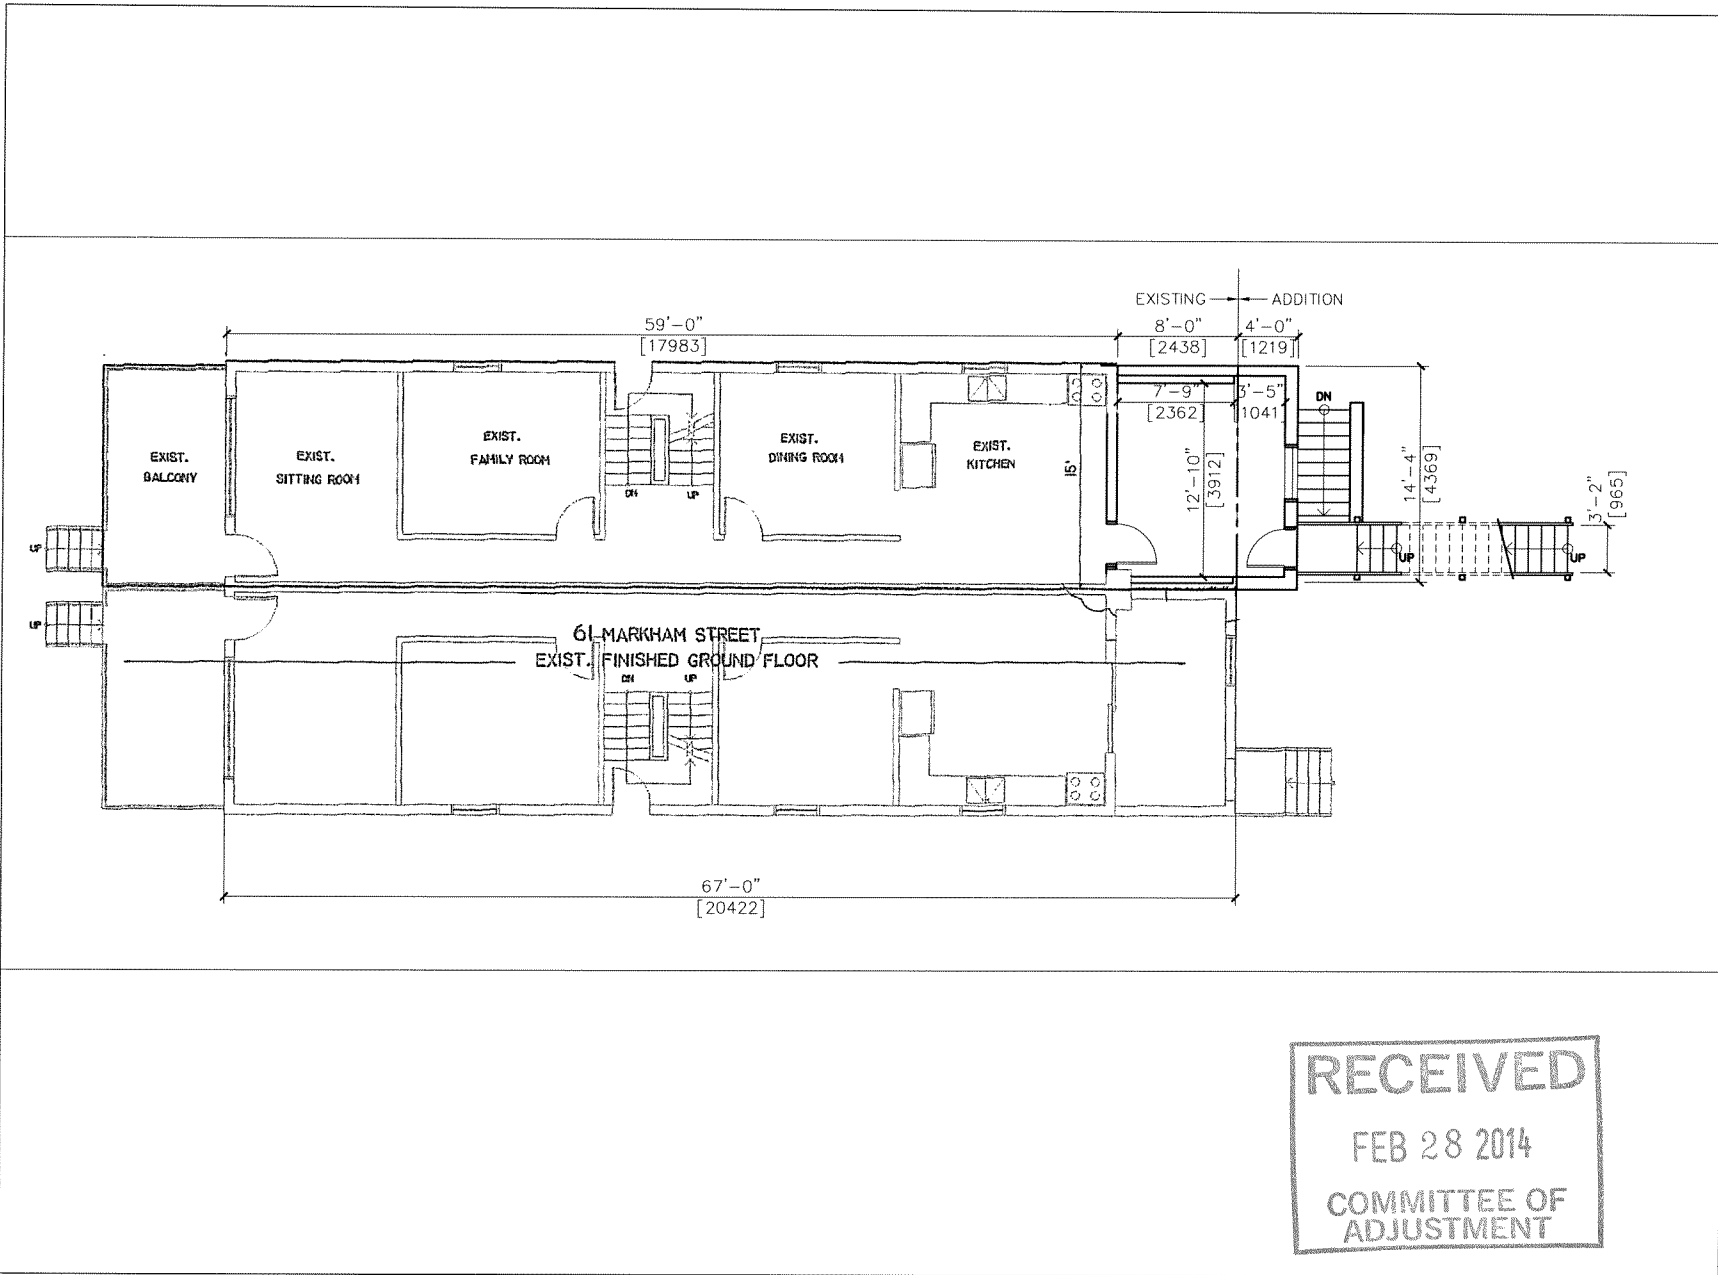 EXISTING
ADDITION
59'-0"
[17983]
8'-0"
[2438]
4'-0"
[1219]
7'-9"
[2362]
3'-5"
1041
DN
EXIST.
BALCONY
EXIST.
SITTING ROOM
EXIST.
FAMILY ROOM
EXIST.
DINING ROOM
EXIST.
KITCHEN
15'
12'-10"
[3912]
14'-4"
[4369]
3'-2"
[965]
DN
UP
UP
UP
UP
UP
61 MARKHAM STREET
EXIST. FINISHED GROUND FLOOR
DN
UP
67'-0"
[20422]
RECEIVED
FEB 28 2014
COMMITTEE OF
ADJUSTMENT